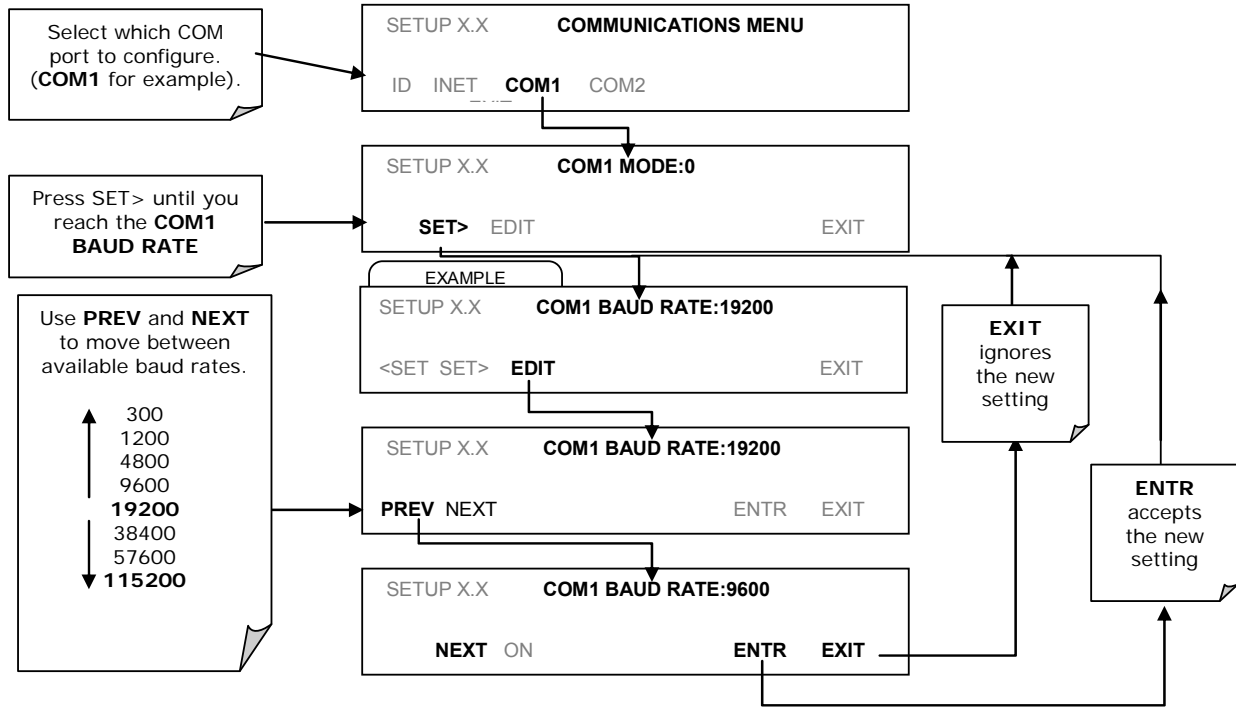 Select which COM
port to configure.
(COM1 for example).
SETUP X.X COMMUNICATIONS MENU
ID INET COM1 COM2
Press SET> until you
reach the COM1
BAUD RATE
SETUP X.X COM1 MODE:0
SET> EDIT EXIT
EXAMPLE
SETUP X.X COM1 BAUD RATE:19200
<SET SET> EDIT EXIT
Use PREV and NEXT
to move between
available baud rates.
300
1200
4800
9600
19200
38400
57600
115200
SETUP X.X COM1 BAUD RATE:19200
PREV NEXT ENTR EXIT
SETUP X.X COM1 BAUD RATE:9600
NEXT ON ENTR EXIT
EXIT
ignores
the new
setting
ENTR
accepts
the new
setting